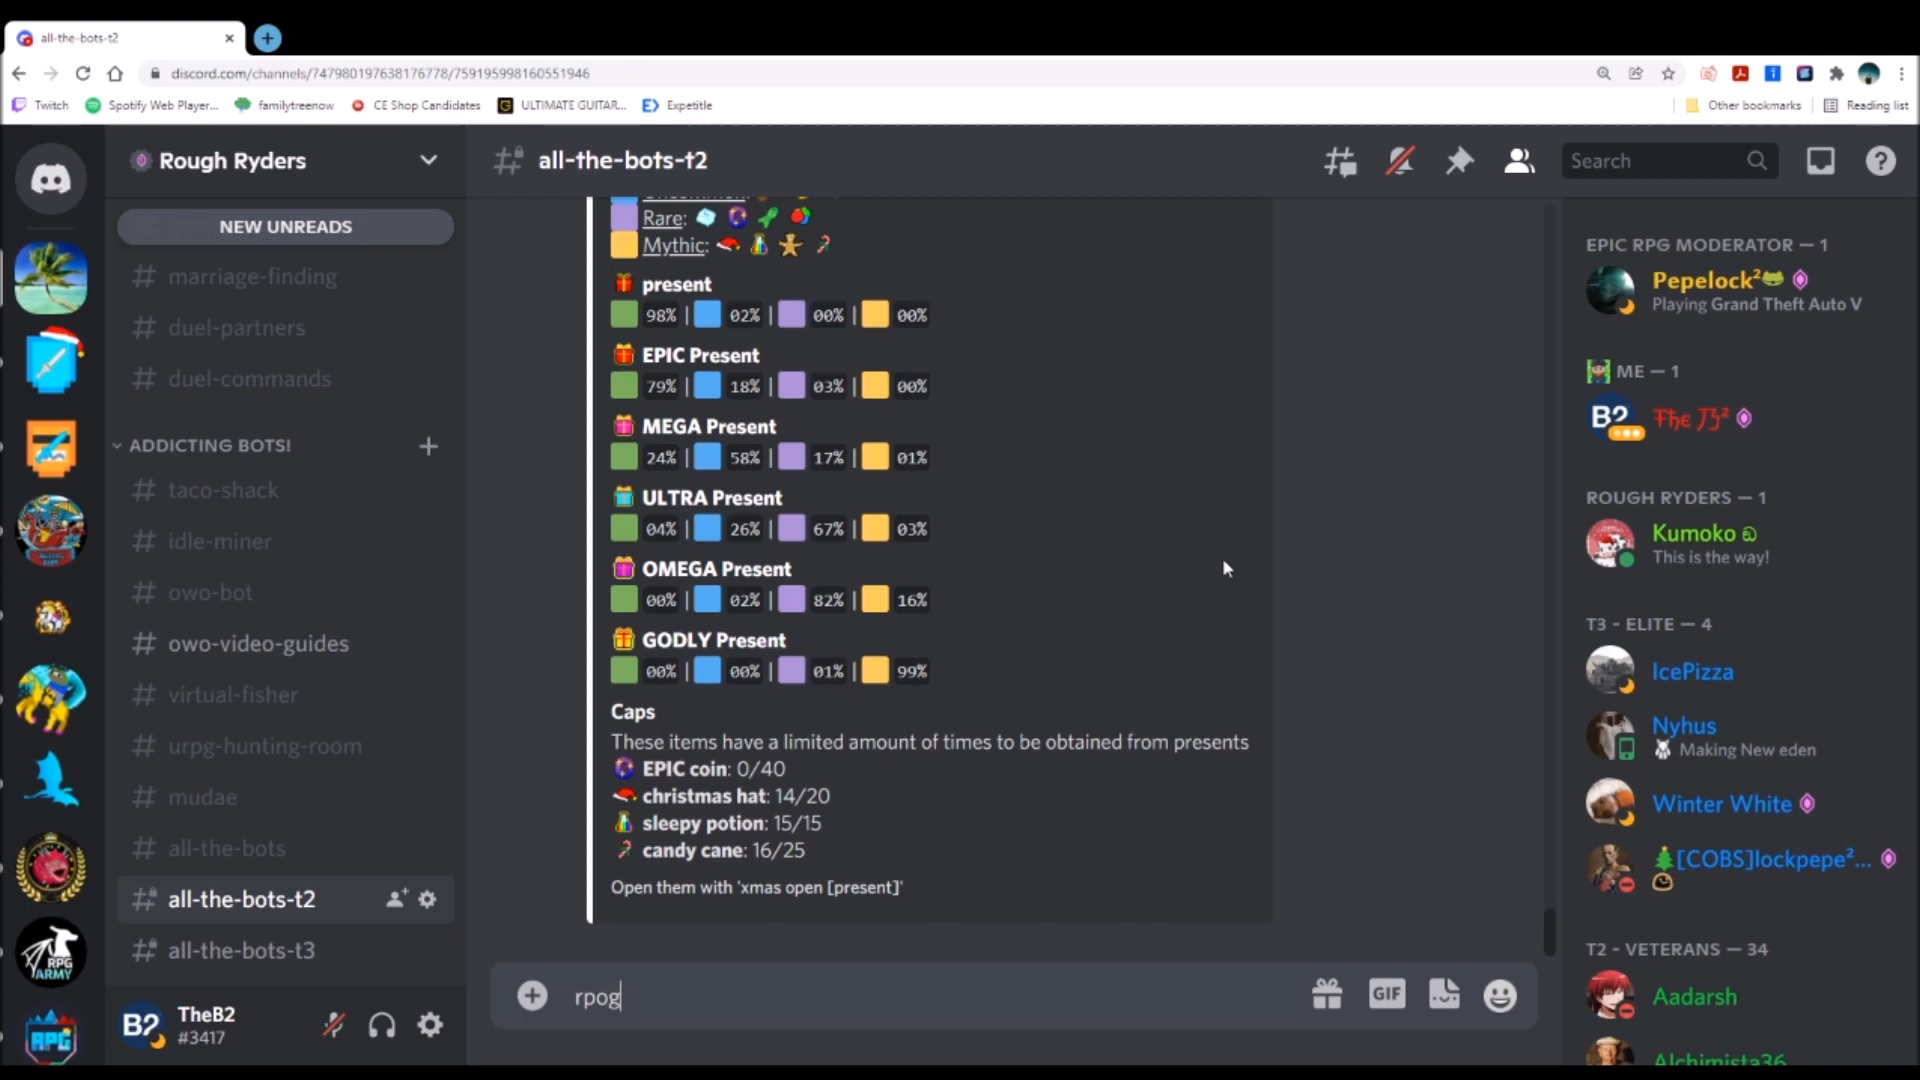 all-the-bots-t2
discord.com/channels/747980197638176778/759195998160551946
Twitch
Spotify Web Player...
familytreenow
CE Shop Candidates
ULTIMATE GUITAR...
Expetitle
Other bookmarks
Reading list
Rough Ryders
NEW UNREADS
marriage-finding
duel-partners
duel-commands
ADDICTING BOTS!
taco-shack
idle-miner
owo-bot
owo-video-guides
virtual-fisher
urpg-hunting-room
mudae
all-the-bots
all-the-bots-t2
all-the-bots-t3
RPG
ARMY
RPG
B2
TheB2
#3417
all-the-bots-t2
Search
Rare:
Mythic:
present
98% | 02% | 00% | 00%
EPIC Present
79% | 18% | 03% | 00%
MEGA Present
24% | 58% | 17% | 01%
ULTRA Present
04% | 26% | 67% | 03%
OMEGA Present
00% | 02% | 82% | 16%
GODLY Present
00% | 00% | 01% | 99%
Caps
These items have a limited amount of times to be obtained from presents
EPIC coin: 0/40
christmas hat: 14/20
sleepy potion: 15/15
candy cane: 16/25
Open them with 'xmas open [present]'
rpog
GIF
EPIC RPG MODERATOR — 1
Pepelock²
Playing Grand Theft Auto V
ME — 1
B2
ROUGH RYDERS — 1
Kumoko
This is the way!
T3 - ELITE — 4
IcePizza
Nyhus
Making New eden
Winter White
[COBS]lockpepe²...
T2 - VETERANS — 34
Aadarsh
Alchimista36